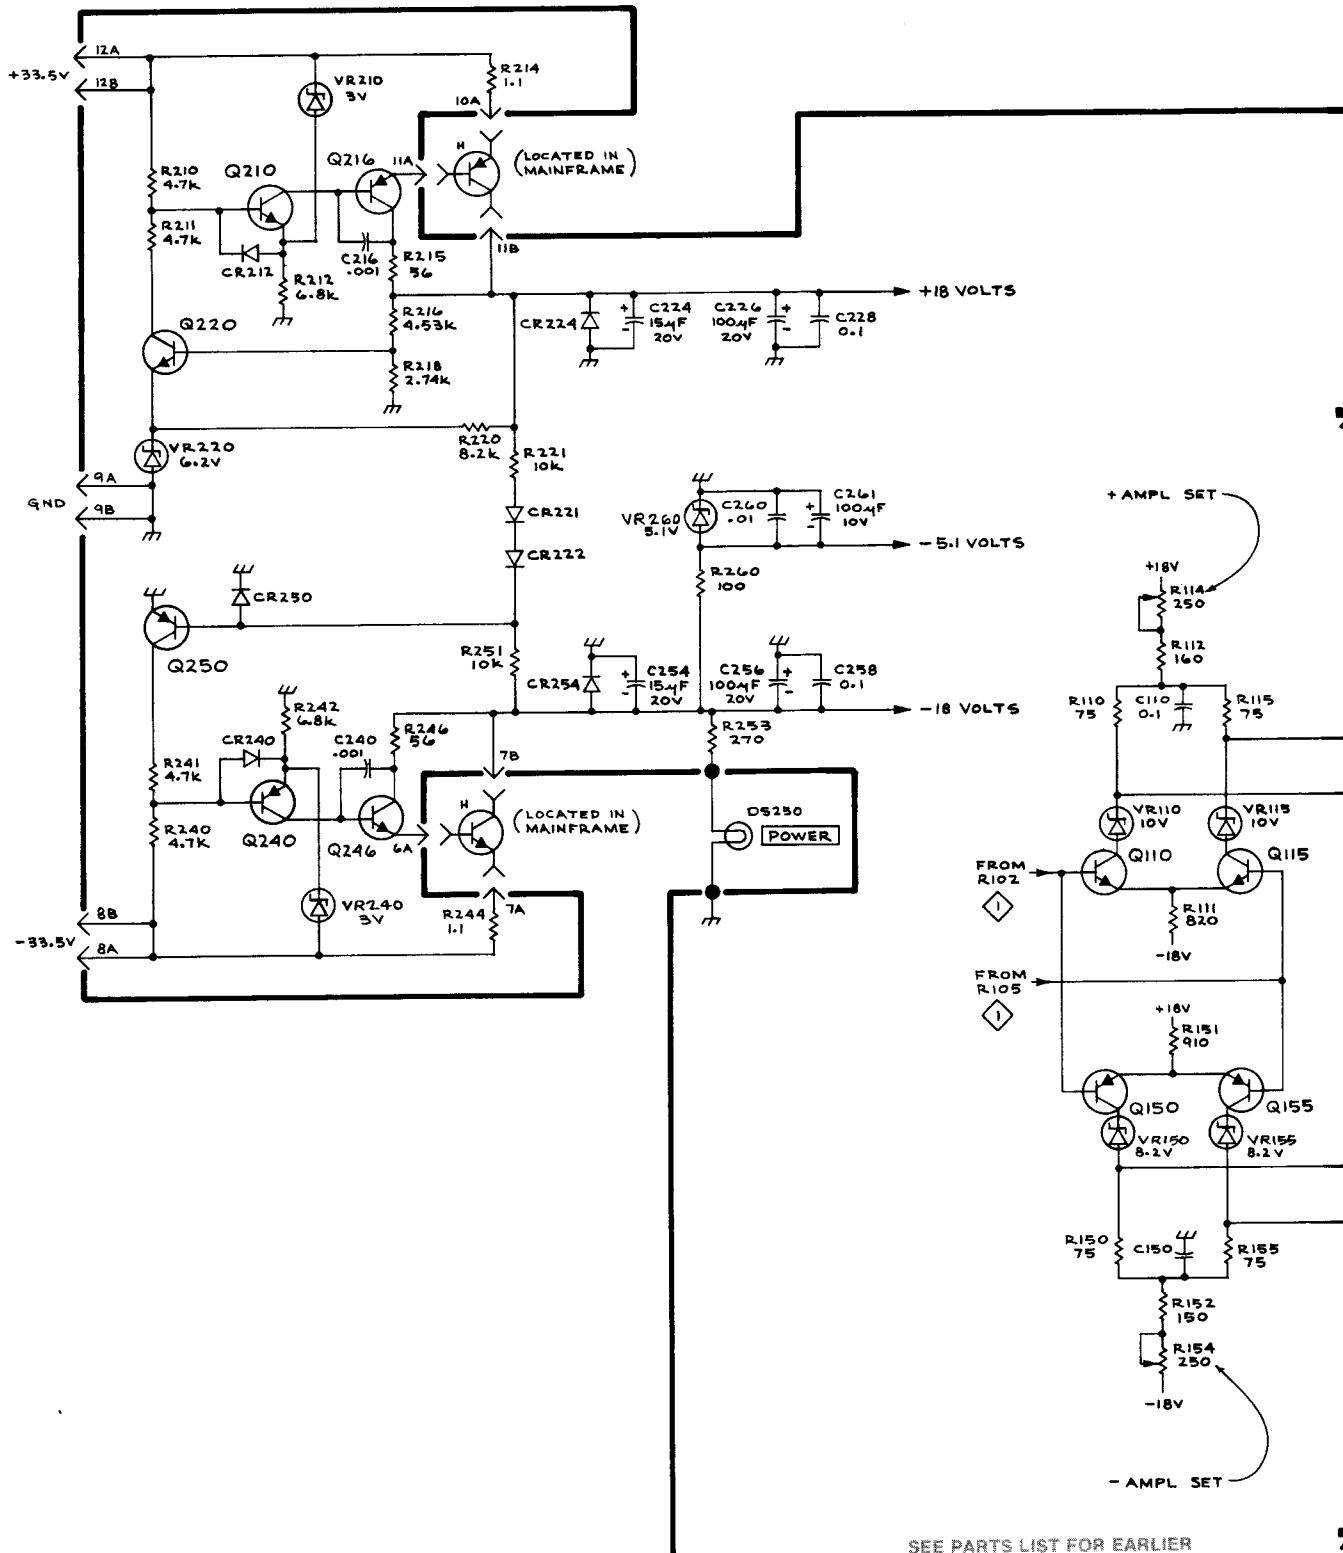 12A
+33.5V
12B
VR210
3V
R214
1.1
10A
H
(LOCATED IN
MAINFRAME)
R210
4.7K
Q210
Q216
11A
R211
4.7K
CR212
R212
6.8K
C216
.001
R215
56
11B
+18 VOLTS
Q220
R216
4.53K
CR224
C224
15µF
20V
C226
100µF
20V
C228
0.1
R218
2.74K
VR220
6.2V
R220
8.2K
R221
10K
9A
GND
9B
CR221
CR222
VR260
5.1V
C260
.01
C261
100µF
10V
-5.1 VOLTS
R260
100
CR250
Q250
R251
10K
CR254
C254
15µF
20V
C256
100µF
20V
C258
0.1
-18 VOLTS
R242
6.8K
CR240
C240
.001
R246
56
7B
R253
270
R241
4.7K
R240
4.7K
Q240
Q246
6A
H
(LOCATED IN
MAINFRAME)
DS250
POWER
8B
-33.5V
8A
VR240
3V
R244
1.1
7A
+ AMPL SET
+18V
R114
250
R112
160
R110
75
C110
0.1
R115
75
VR110
10V
VR115
10V
FROM
R102
1
Q110
Q115
R111
820
-18V
FROM
R105
1
+18V
R151
910
Q150
Q155
VR150
8.2V
VR155
8.2V
R150
75
C150
R155
75
R152
150
R154
250
-18V
- AMPL SET
SEE PARTS LIST FOR EARLIER